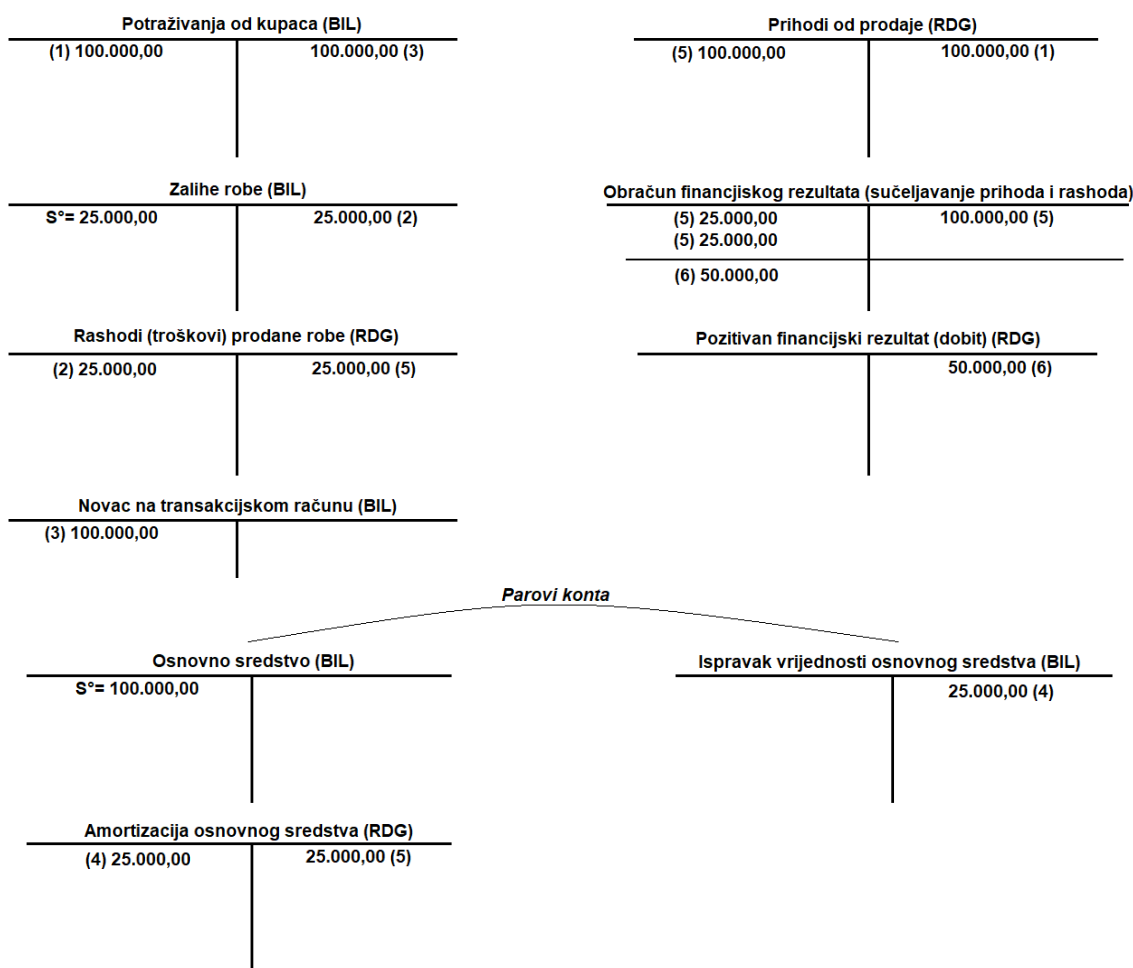 Potraživanja od kupaca (BIL)
(1) 100.000,00 100.000,00 (3)
Prihodi od prodaje (RDG)
(5) 100.000,00 100.000,00 (1)
Zalihe robe (BIL)
S°= 25.000,00 25.000,00 (2)
Obračun financjiskog rezultata (sučeljavanje prihoda i rashoda)
(5) 25.000,00 100.000,00 (5)
(5) 25.000,00
(6) 50.000,00
Rashodi (troškovi) prodane robe (RDG)
(2) 25.000,00 25.000,00 (5)
Pozitivan financijski rezultat (dobit) (RDG)
50.000,00 (6)
Novac na transakcijskom računu (BIL)
(3) 100.000,00
Parovi konta
Osnovno sredstvo (BIL)
S°= 100.000,00
Ispravak vrijednosti osnovnog sredstva (BIL)
25.000,00 (4)
Amortizacija osnovnog sredstva (RDG)
(4) 25.000,00 25.000,00 (5)